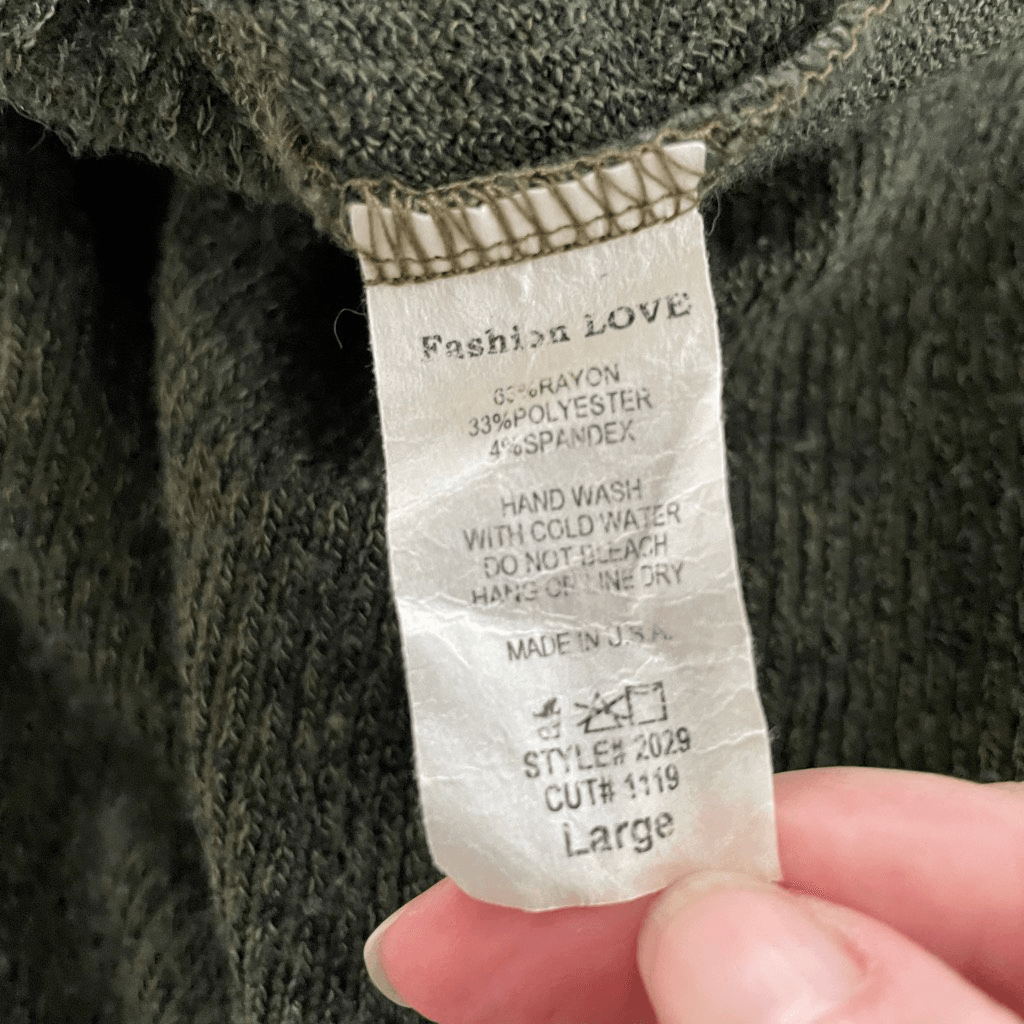 Fashion LOVE
63%RAYON
33%POLYESTER
4%SPANDEX
HAND WASH
WITH COLD WATER
DO NOT BLEACH
HANG ON LINE DRY
MADE IN U.S.A.
STYLE# 2029
CUT# 1119
Large